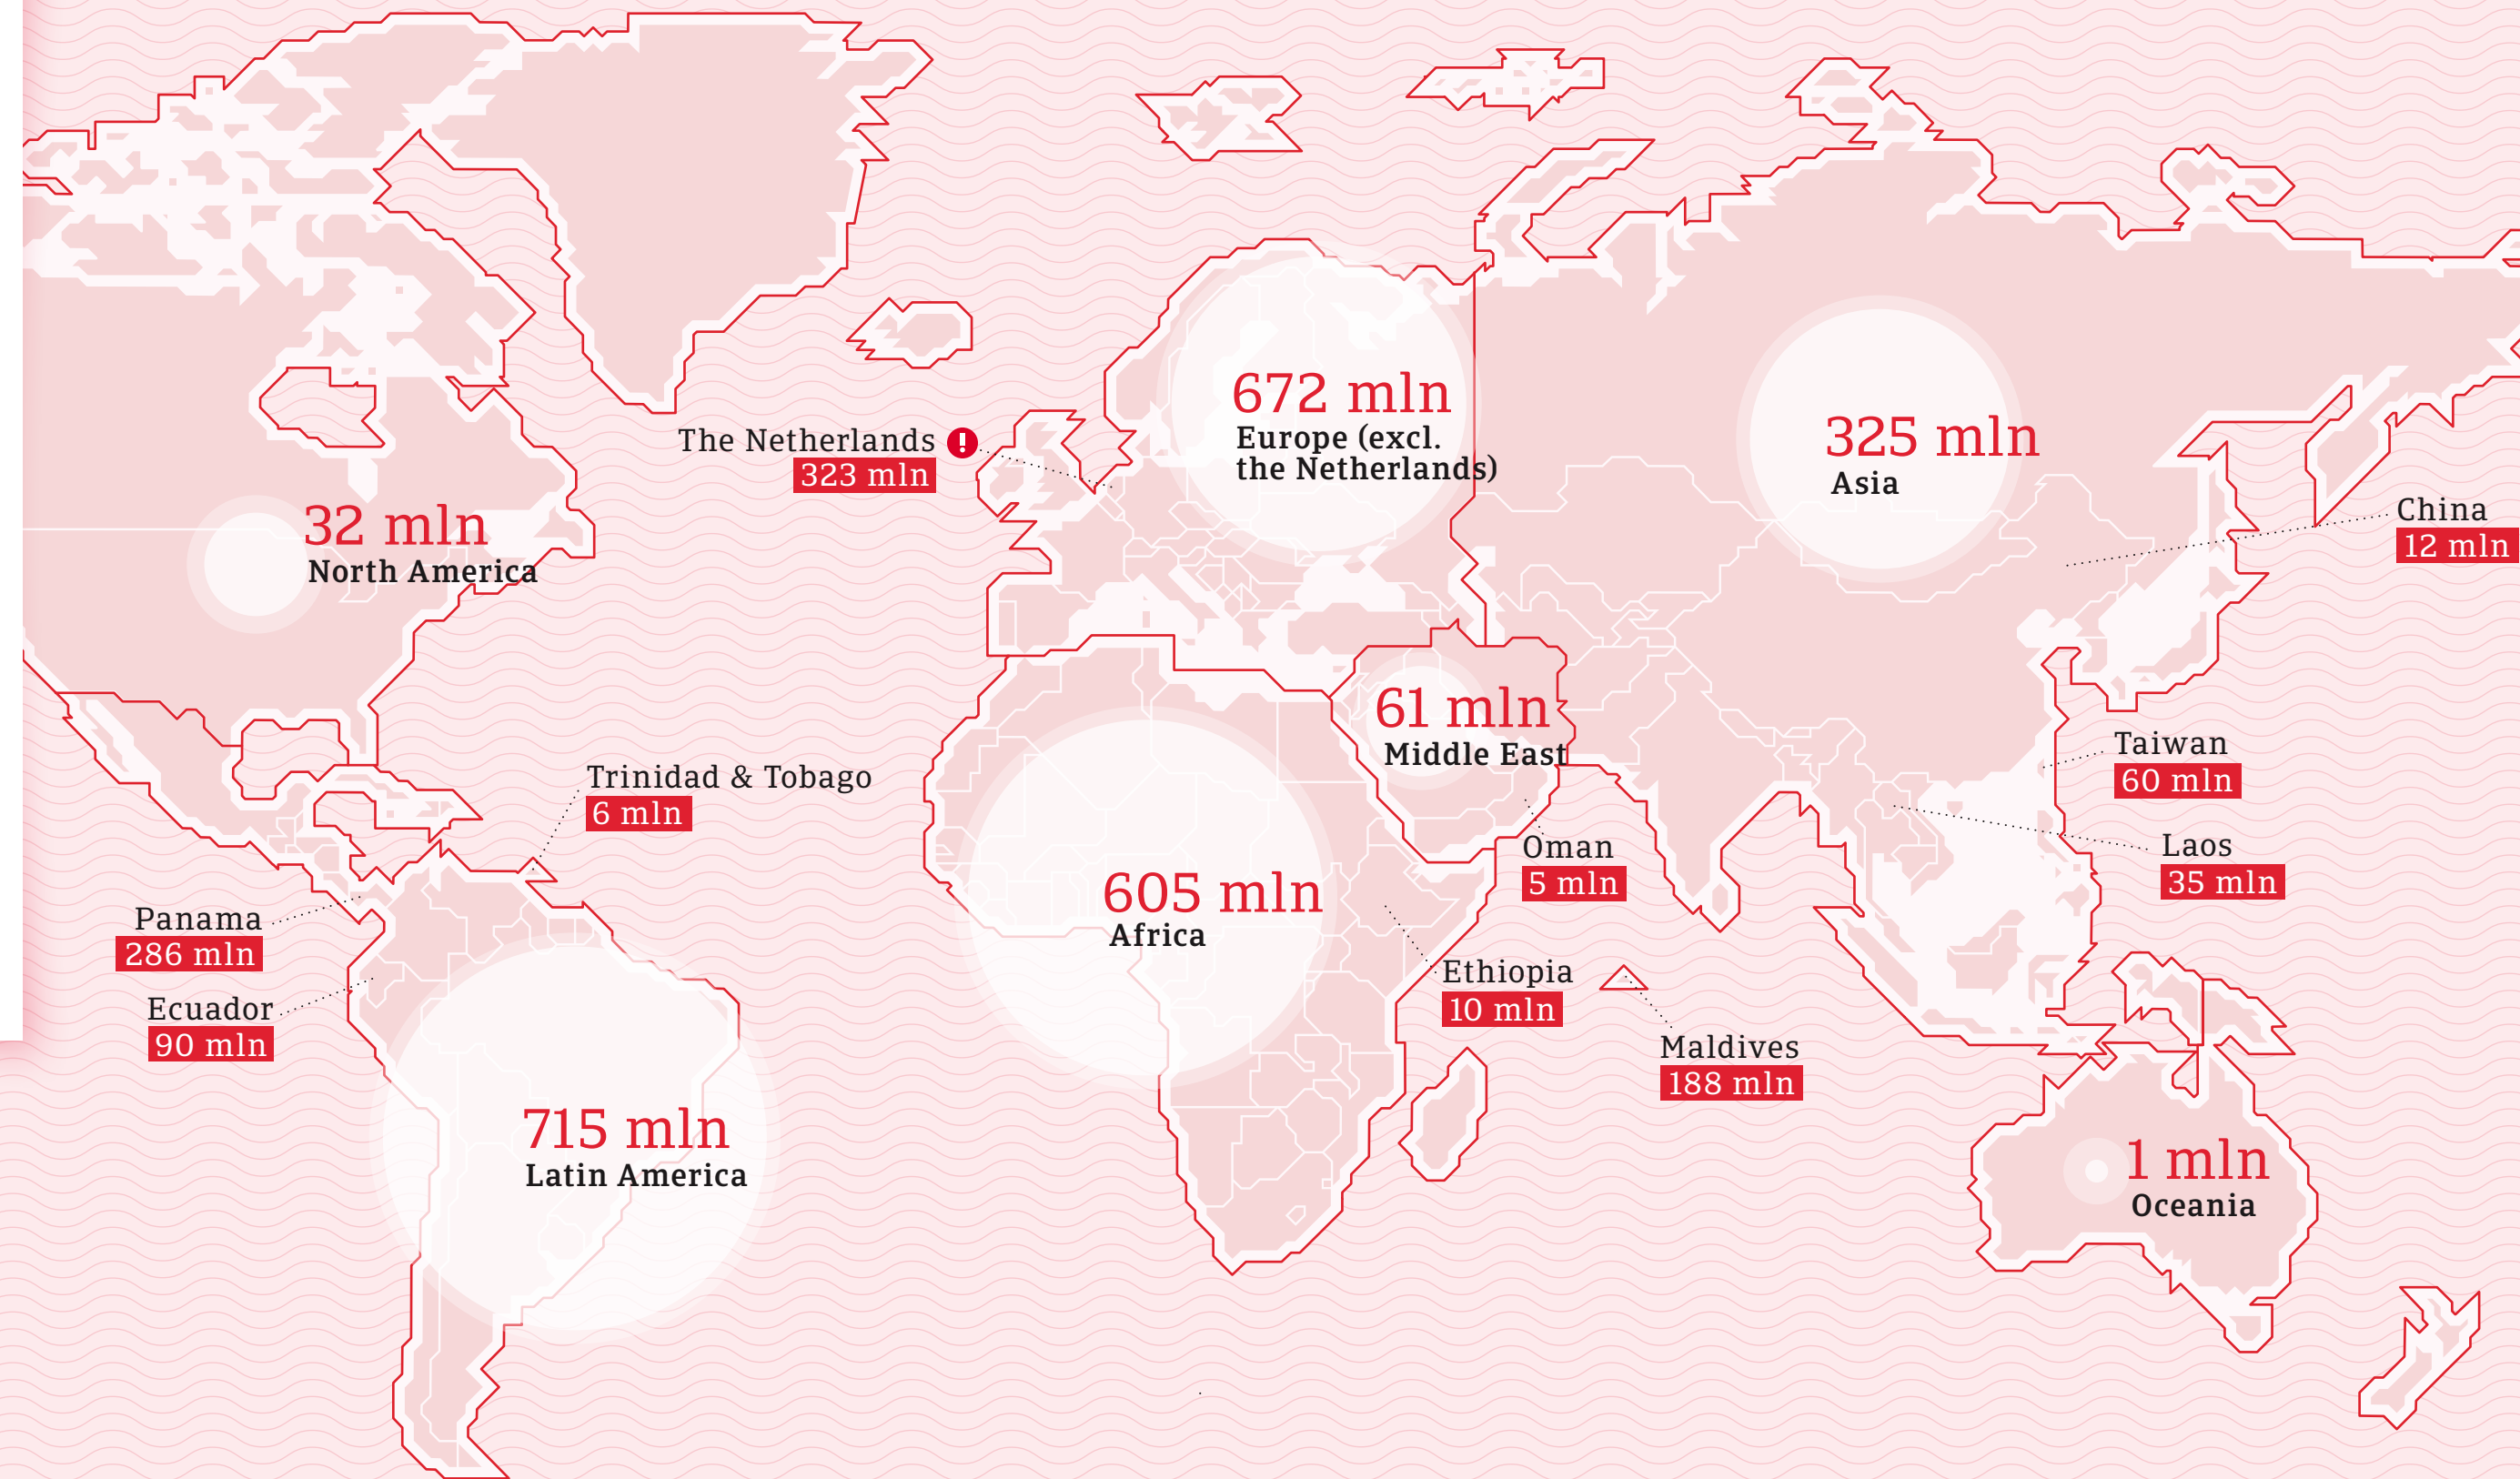 672 mln
Europe (excl.
the Netherlands)
325 mln
Asia
The Netherlands
!
323 mln
32 mln
North America
China
12 mln
61 mln
Middle East
Taiwan
60 mln
Trinidad & Tobago
6 mln
Oman
5 mln
Laos
35 mln
605 mln
Africa
Panama
286 mln
Ethiopia
10 mln
Ecuador
90 mln
Maldives
188 mln
715 mln
Latin America
1 mln
Oceania